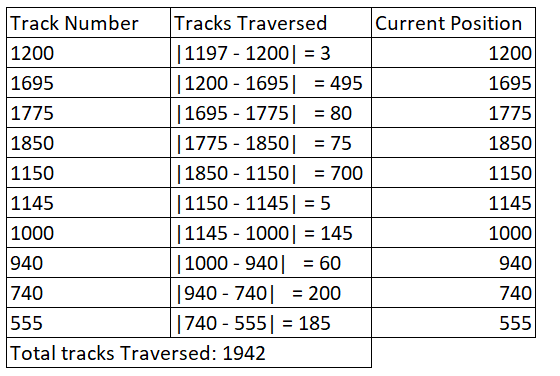 Track Number Tracks Traversed Current Position
1200 |1197 - 1200| = 3 1200
1695 |1200 - 1695| = 495 1695
1775 |1695 - 1775| = 80 1775
1850 |1775 - 1850| = 75 1850
1150 |1850 - 1150| = 700 1150
1145 |1150 - 1145| = 5 1145
1000 |1145 - 1000| = 145 1000
940 |1000 - 940| = 60 940
740 |940 - 740| = 200 740
555 |740 - 555| = 185 555
Total tracks Traversed: 1942